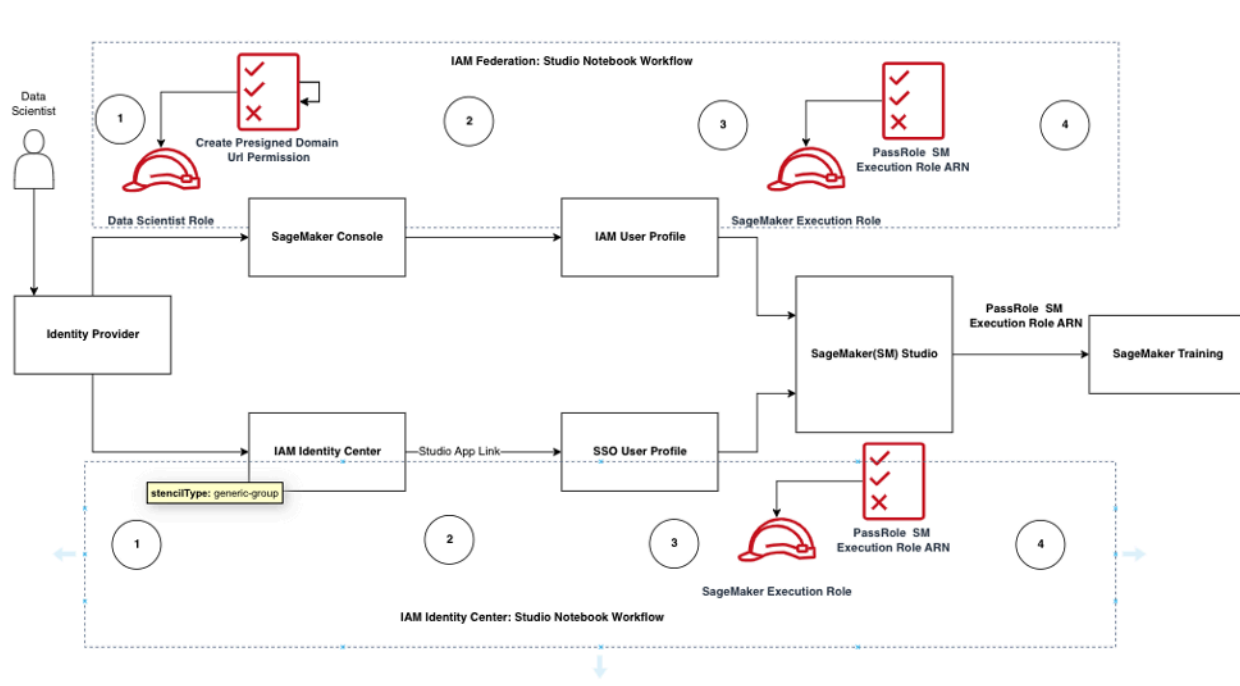 IAM Federation: Studio Notebook Workflow
Data
Scientist
1
2
3
4
Create Presigned Domain
Url Permission
PassRole SM
Execution Role ARN
Data Scientist Role
SageMaker Execution Role
SageMaker Console
IAM User Profile
Identity Provider
PassRole SM
Execution Role ARN
SageMaker(SM) Studio
SageMaker Training
IAM Identity Center
Studio App Link
SSO User Profile
stencilType: generic-group
1
2
3
4
PassRole SM
Execution Role ARN
SageMaker Execution Role
IAM Identity Center: Studio Notebook Workflow